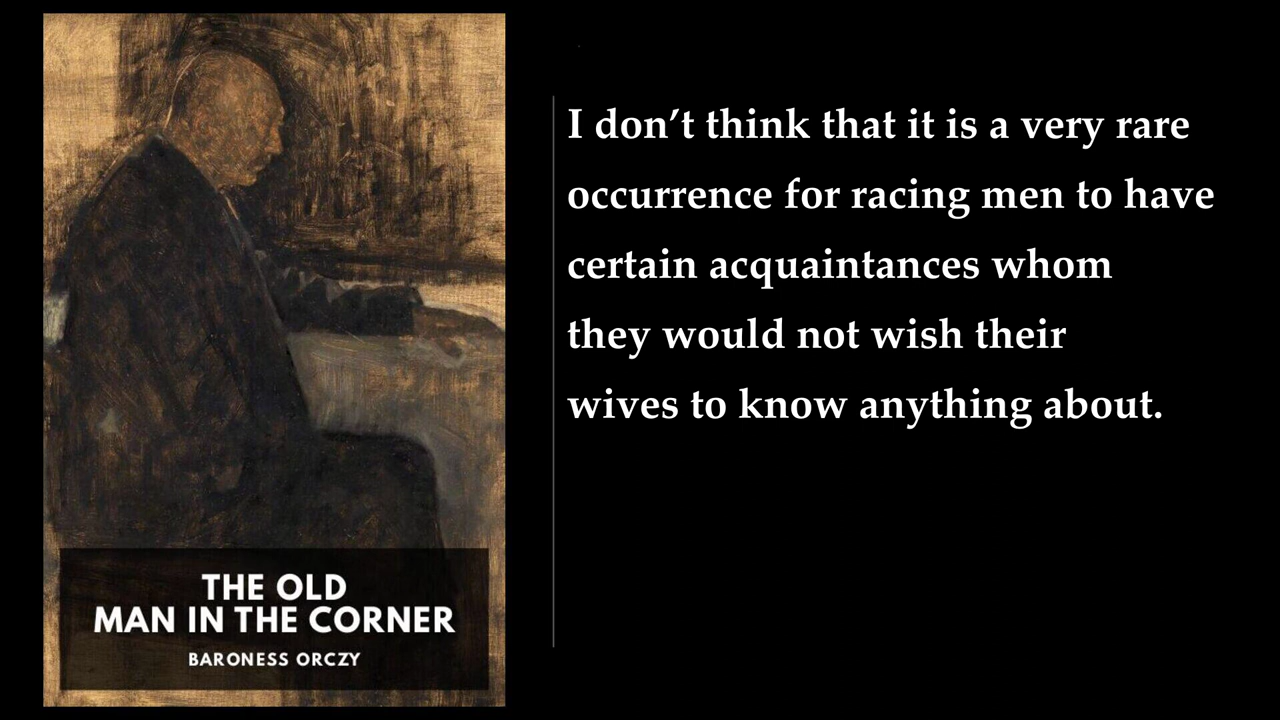 THE OLD
MAN IN THE CORNER
BARONESS ORCZY
I don’t think that it is a very rare
occurrence for racing men to have
certain acquaintances whom
they would not wish their
wives to know anything about.